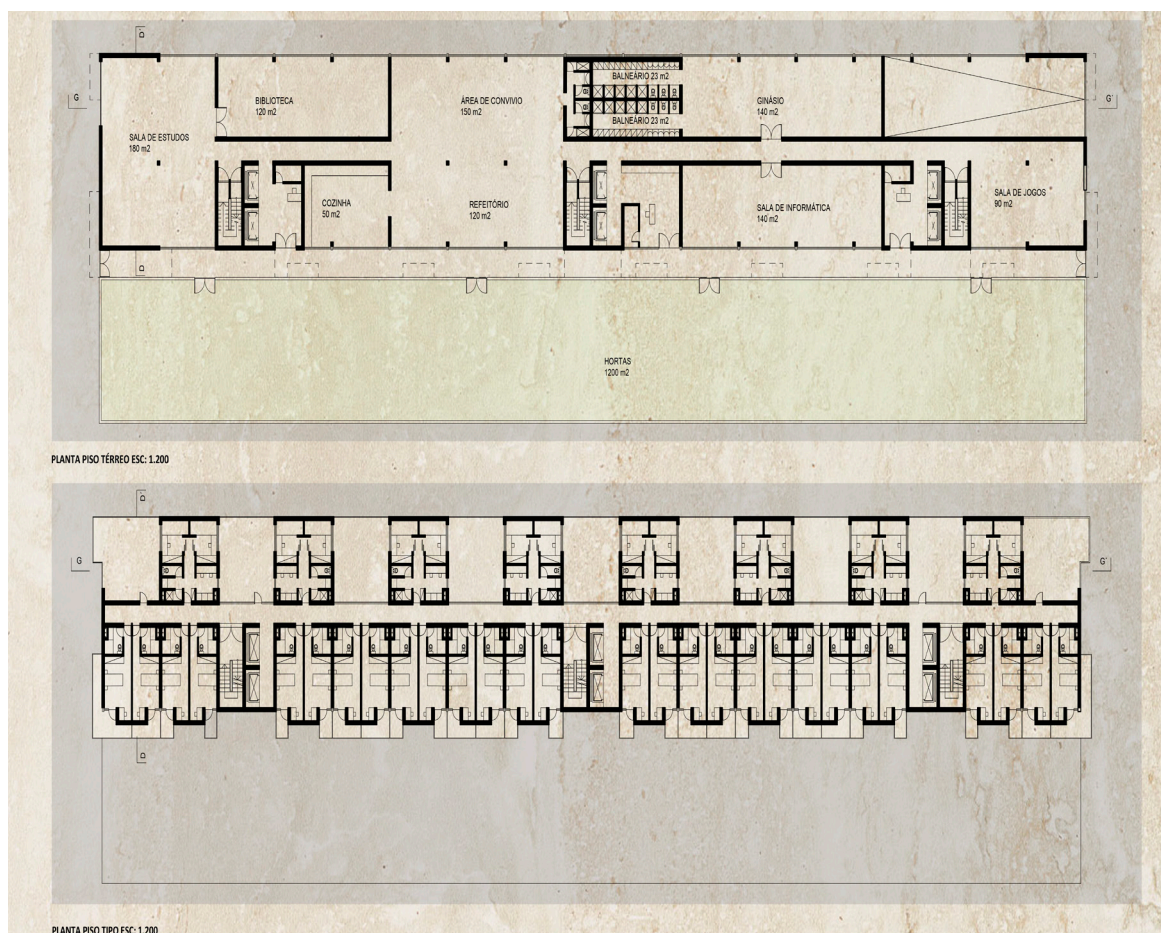 D
G
G'
BIBLIOTECA
120 m2
ÁREA DE CONVIVIO
150 m2
BALNEÁRIO 23 m2
BALNEÁRIO 23 m2
GINÁSIO
140 m2
SALA DE ESTUDOS
180 m2
COZINHA
50 m2
REFEITÓRIO
120 m2
SALA DE INFORMÁTICA
140 m2
SALA DE JOGOS
90 m2
D
HORTAS
1200 m2
PLANTA PISO TÉRREO ESC: 1.200
D
G
G'
D
PLANTA PISO TIPO ESC: 1.200